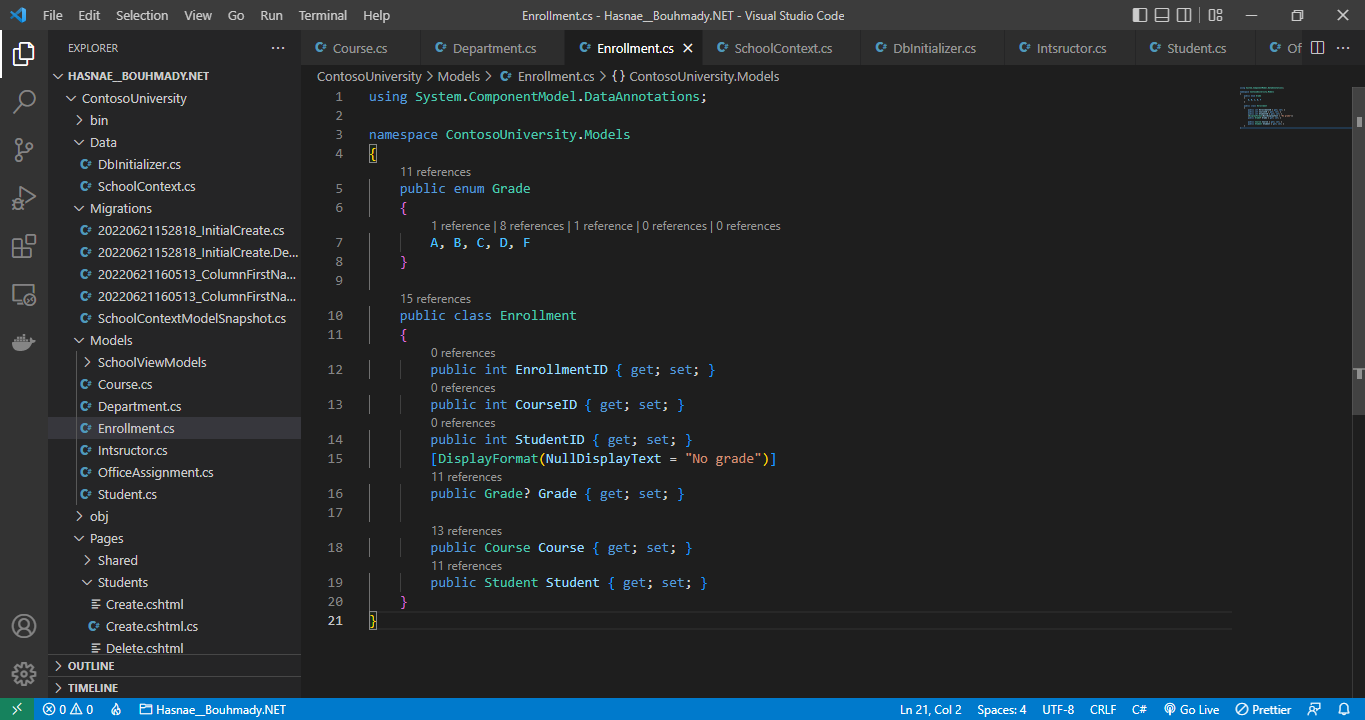 File Edit Selection View Go Run Terminal Help
Enrollment.cs - Hasnae__Bouhmady.NET - Visual Studio Code
EXPLORER
HASNAE__BOUHMADY.NET
ContosoUniversity
bin
Data
DbInitializer.cs
SchoolContext.cs
Migrations
20220621152818_InitialCreate.cs
20220621152818_InitialCreate.De...
20220621160513_ColumnFirstNa...
20220621160513_ColumnFirstNa...
SchoolContextModelSnapshot.cs
Models
SchoolViewModels
Course.cs
Department.cs
Enrollment.cs
Intsructor.cs
OfficeAssignment.cs
Student.cs
obj
Pages
Shared
Students
Create.cshtml
Create.cshtml.cs
Delete.cshtml
OUTLINE
TIMELINE
Course.cs Department.cs Enrollment.cs SchoolContext.cs DbInitializer.cs Intsructor.cs Student.cs Of
ContosoUniversity > Models > Enrollment.cs > {} ContosoUniversity.Models
1 using System.ComponentModel.DataAnnotations;
2
3 namespace ContosoUniversity.Models
4 {
11 references
5 public enum Grade
6 {
1 reference | 8 references | 1 reference | 0 references | 0 references
7 A, B, C, D, F
8 }
9
15 references
10 public class Enrollment
11 {
0 references
12 public int EnrollmentID { get; set; }
0 references
13 public int CourseID { get; set; }
0 references
14 public int StudentID { get; set; }
15 [DisplayFormat(NullDisplayText = "No grade")]
11 references
16 public Grade? Grade { get; set; }
17
13 references
18 public Course Course { get; set; }
11 references
19 public Student Student { get; set; }
20 }
21 }
0 0 Hasnae__Bouhmady.NET
Ln 21, Col 2 Spaces: 4 UTF-8 CRLF C# Go Live Prettier